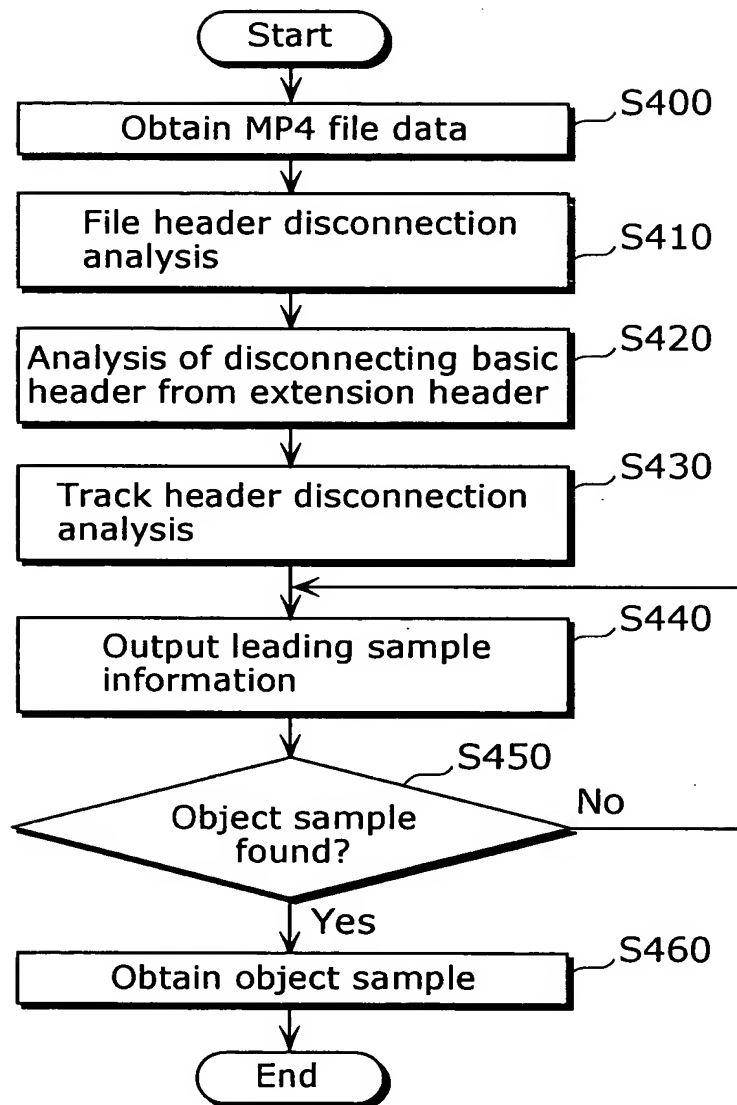 Start
Obtain MP4 file data
S400
File header disconnection
analysis
S410
Analysis of disconnecting basic
header from extension header
S420
Track header disconnection
analysis
S430
Output leading sample
information
S440
Object sample
found?
S450
No
Yes
Obtain object sample
S460
End